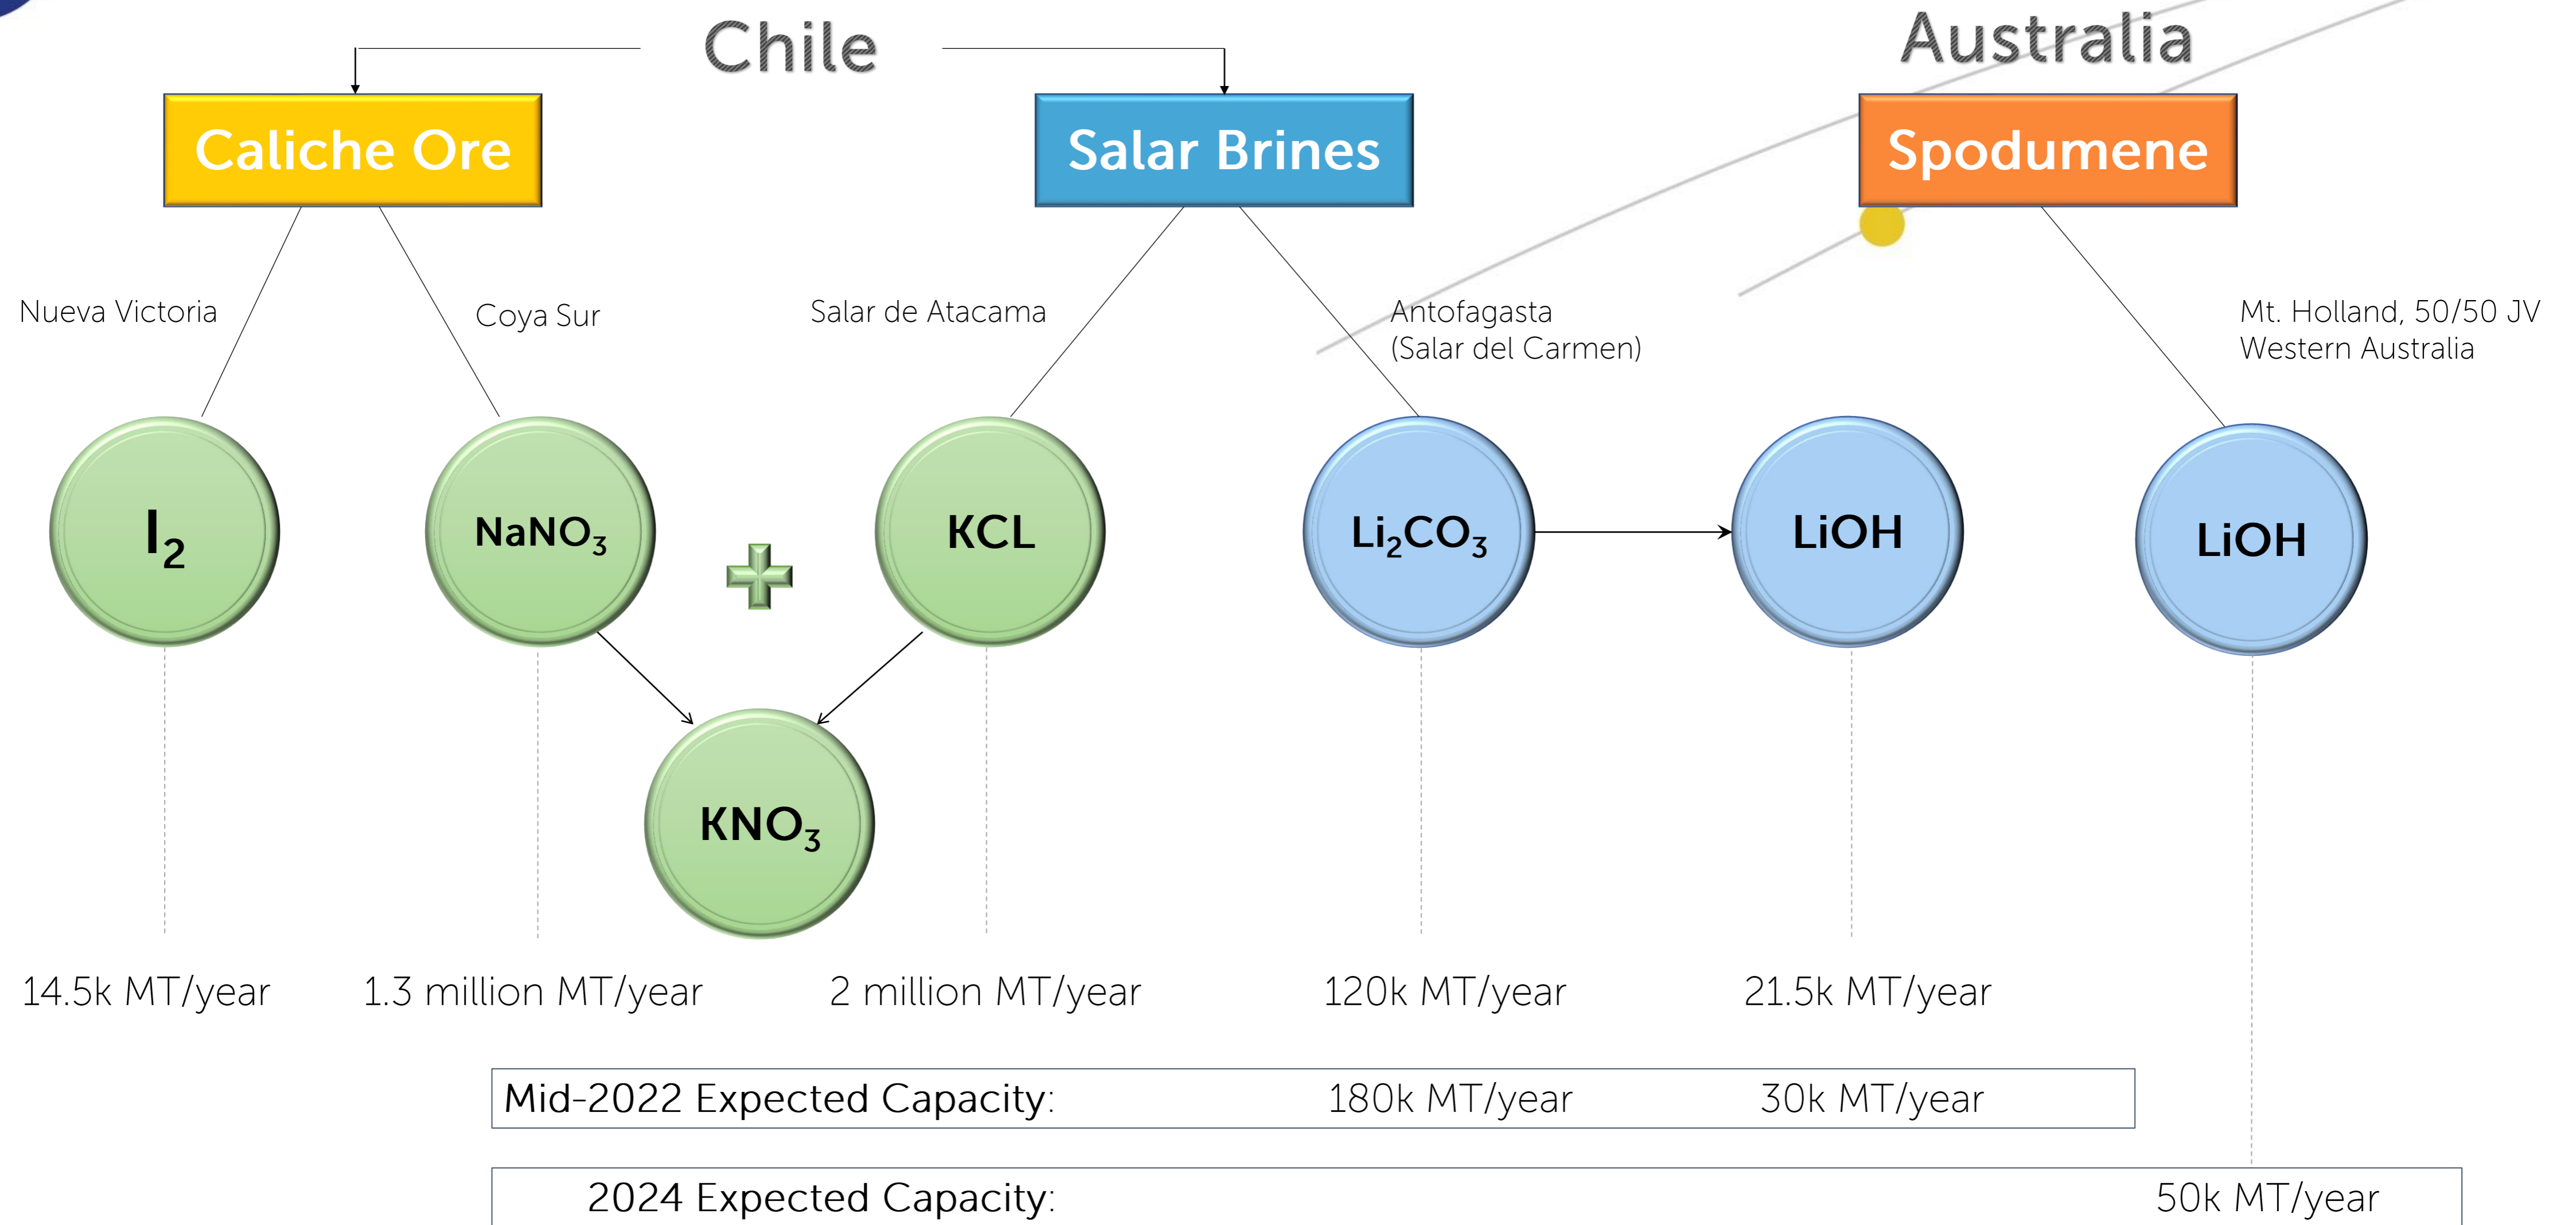 Chile
Australia
Caliche Ore
Salar Brines
Spodumene
Nueva Victoria
Coya Sur
Salar de Atacama
Antofagasta
(Salar del Carmen)
Mt. Holland, 50/50 JV
Western Australia
I₂
NaNO₃
KCL
Li₂CO₃
LiOH
LiOH
KNO₃
14.5k MT/year
1.3 million MT/year
2 million MT/year
120k MT/year
21.5k MT/year
Mid-2022 Expected Capacity: 180k MT/year 30k MT/year
2024 Expected Capacity: 50k MT/year